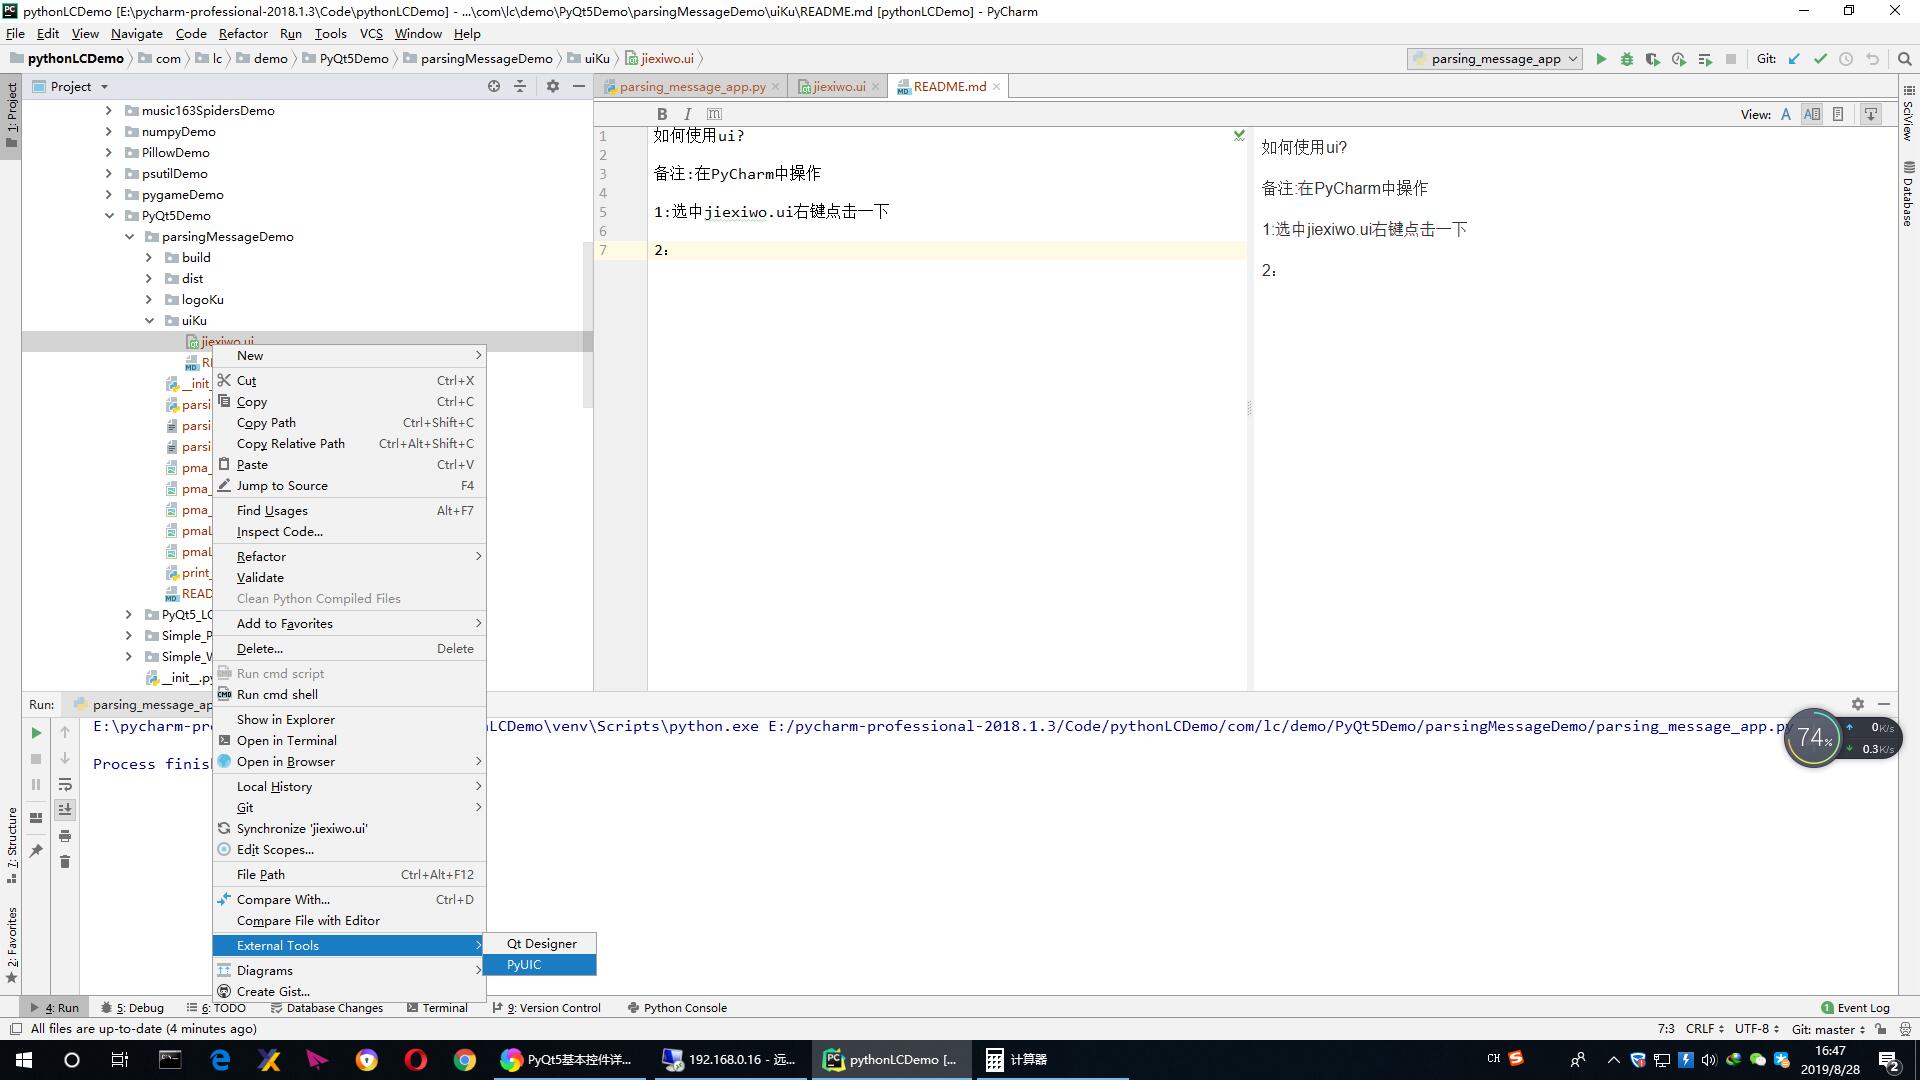 pythonLCDemo [E:\pycharm-professional-2018.1.3\Code\pythonLCDemo] - ...\com\lc\demo\PyQt5Demo\parsingMessageDemo\uiKu\README.md [pythonLCDemo] - PyCharm
File Edit View Navigate Code Refactor Run Tools VCS Window Help
pythonLCDemo com lc demo PyQt5Demo parsingMessageDemo uiKu jiexiwo.ui
parsing_message_app Git:
Project
parsing_message_app.py jiexiwo.ui README.md
1: Project
B I m View: A
music163SpidersDemo
numpyDemo
PillowDemo
psutilDemo
pygameDemo
PyQt5Demo
parsingMessageDemo
build
dist
logoKu
uiKu
jiexiwo.ui
__init_
parsi
parsi
parsi
pma_
pma_
pma_
pmaL
pmaL
print_
READ
PyQt5_LC
Simple_P
Simple_W
__init__.py
1 如何使用ui?
2
3 备注:在PyCharm中操作
4
5 1:选中jiexiwo.ui右键点击一下
6
7 2：
如何使用ui?
备注:在PyCharm中操作
1:选中jiexiwo.ui右键点击一下
2：
SciView
Database
New
Cut Ctrl+X
Copy Ctrl+C
Copy Path Ctrl+Shift+C
Copy Relative Path Ctrl+Alt+Shift+C
Paste Ctrl+V
Jump to Source F4
Find Usages Alt+F7
Inspect Code...
Refactor
Validate
Clean Python Compiled Files
Add to Favorites
Delete... Delete
Run cmd script
Run cmd shell
Show in Explorer
Open in Terminal
Open in Browser
Local History
Git
Synchronize 'jiexiwo.ui'
Edit Scopes...
File Path Ctrl+Alt+F12
Compare With... Ctrl+D
Compare File with Editor
External Tools
Diagrams
Create Gist...
Qt Designer
PyUIC
Run: parsing_message_ap
E:\pycharm-pr
LCDemo\venv\Scripts\python.exe E:/pycharm-professional-2018.1.3/Code/pythonLCDemo/com/lc/demo/PyQt5Demo/parsingMessageDemo/parsing_message_app.py
Process finis
74%
0K/s
0.3K/s
7: Structure
2: Favorites
4: Run 5: Debug 6: TODO Database Changes Terminal 9: Version Control Python Console 1 Event Log
All files are up-to-date (4 minutes ago) 7:3 CRLF UTF-8 Git: master
PyQt5基本控件详... 192.168.0.16 - 远... pythonLCDemo [... 计算器
CH
16:47
2019/8/28
2